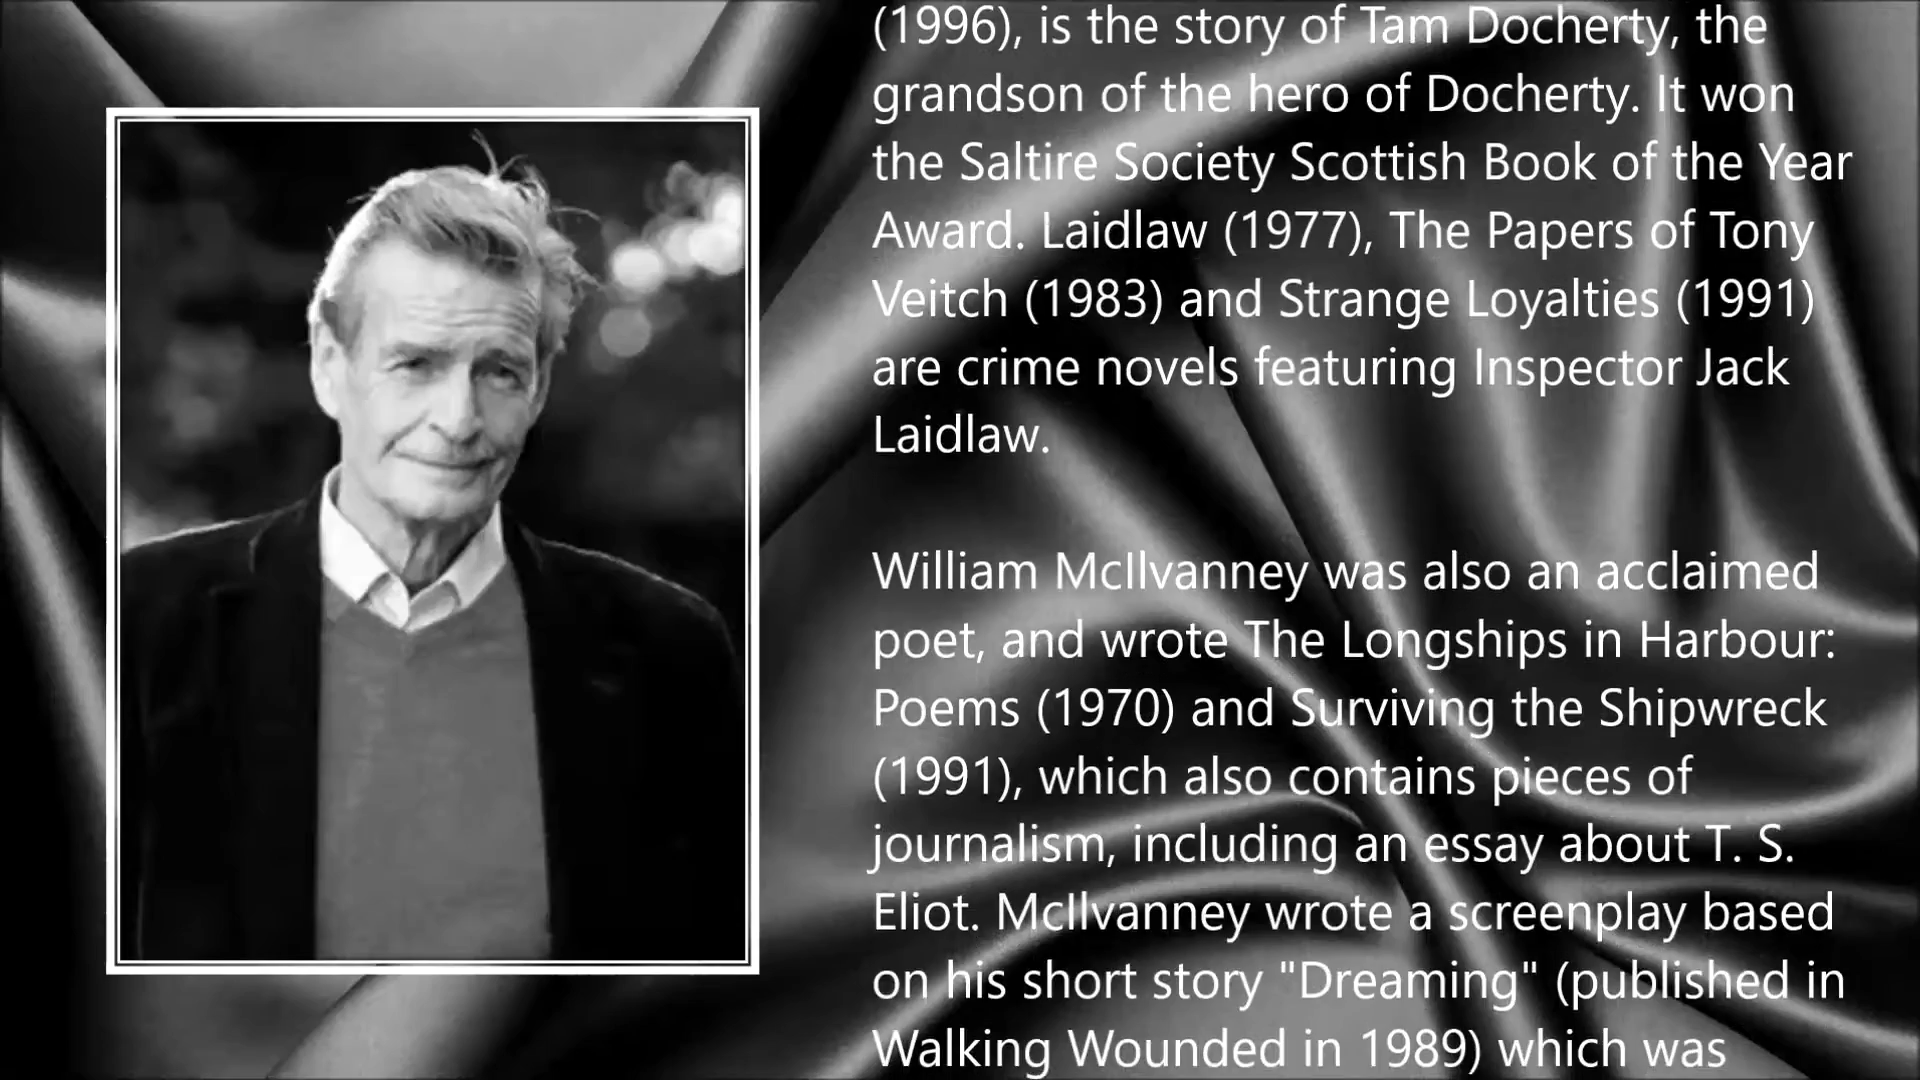 (1996), is the story of Tam Docherty, the
grandson of the hero of Docherty. It won
the Saltire Society Scottish Book of the Year
Award. Laidlaw (1977), The Papers of Tony
Veitch (1983) and Strange Loyalties (1991)
are crime novels featuring Inspector Jack
Laidlaw.
William McIlvanney was also an acclaimed
poet, and wrote The Longships in Harbour:
Poems (1970) and Surviving the Shipwreck
(1991), which also contains pieces of
journalism, including an essay about T. S.
Eliot. McIlvanney wrote a screenplay based
on his short story "Dreaming" (published in
Walking Wounded in 1989) which was